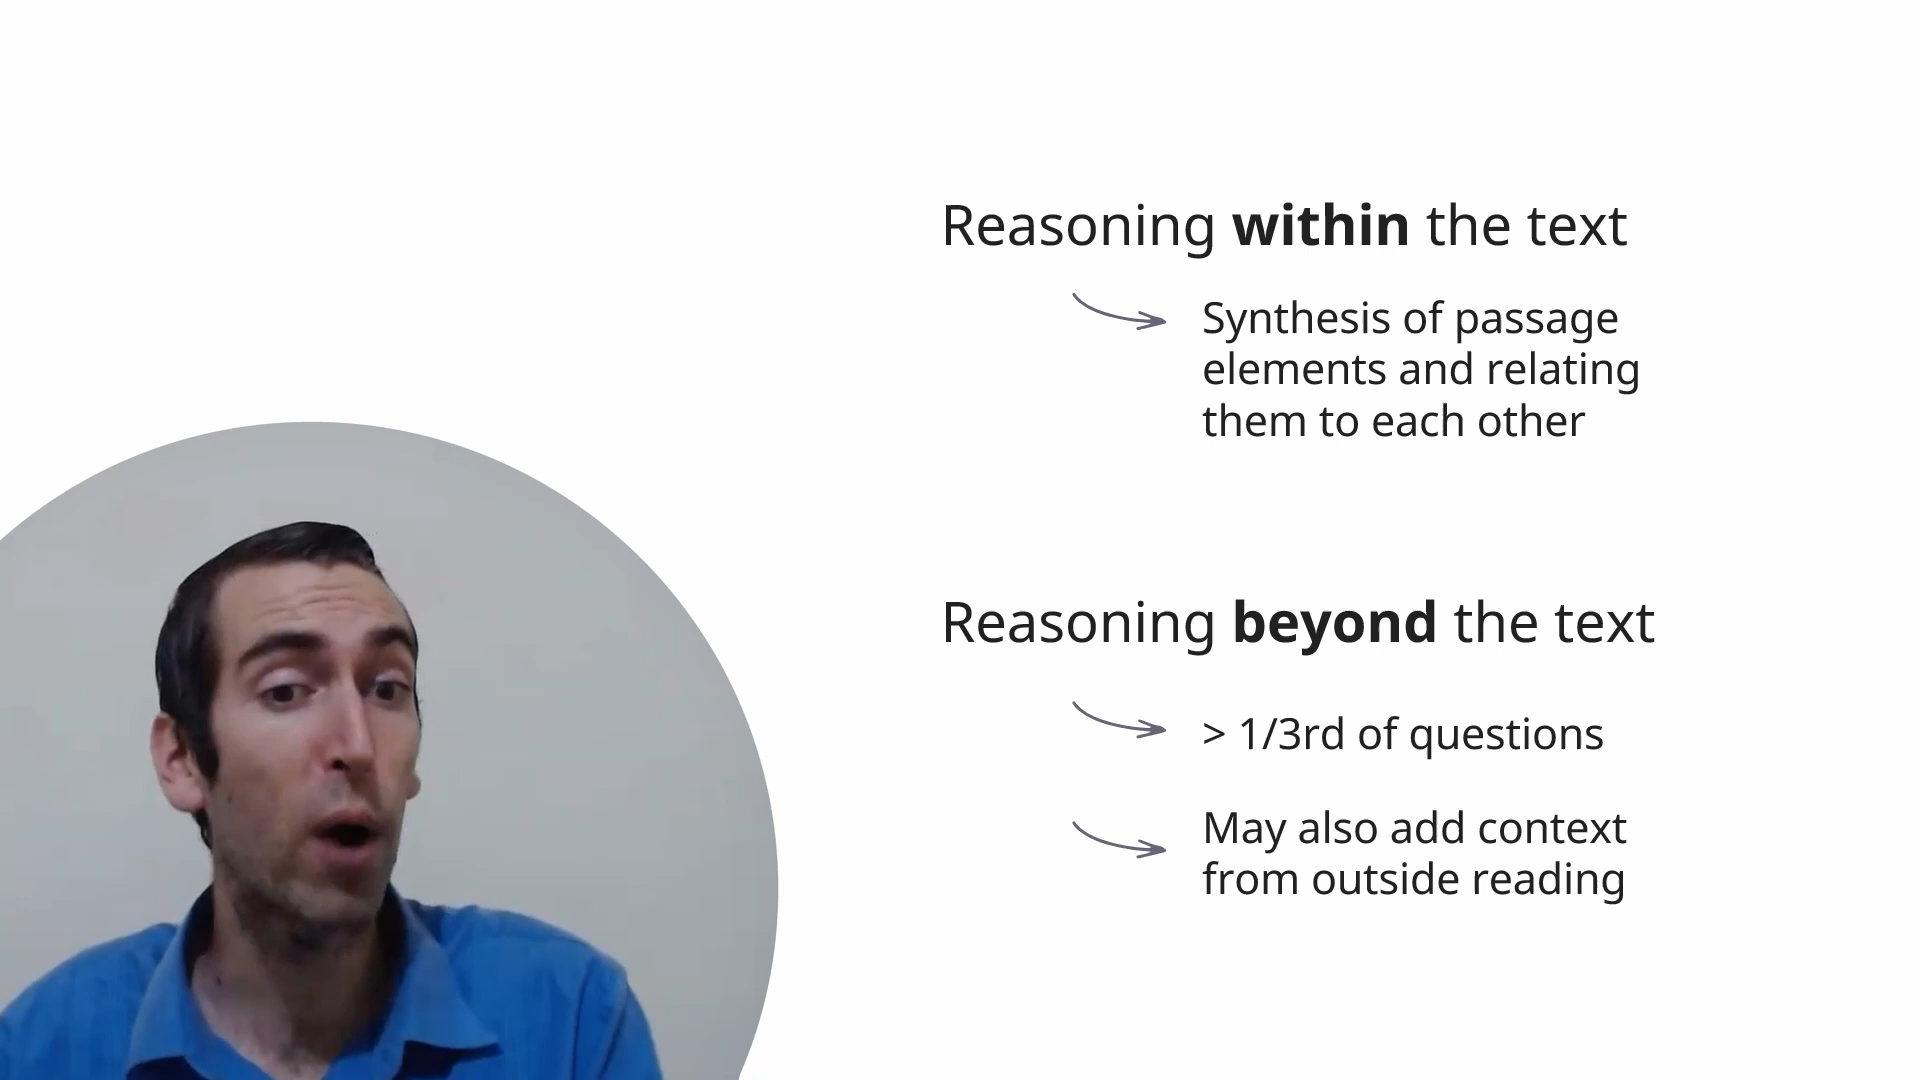 Reasoning within the text
Synthesis of passage
elements and relating
them to each other
Reasoning beyond the text
> 1/3rd of questions
May also add context
from outside reading